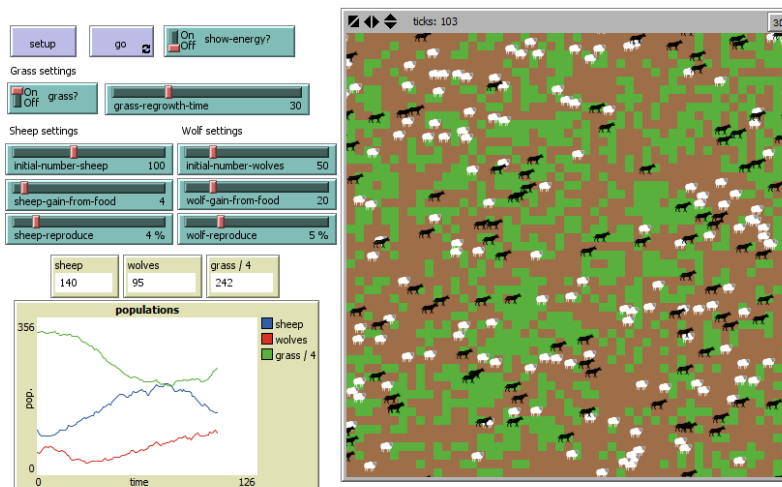 setup
go
On
Off
show-energy?
Grass settings
On
Off
grass?
grass-regrowth-time 30
Sheep settings
Wolf settings
initial-number-sheep 100
initial-number-wolves 50
sheep-gain-from-food 4
wolf-gain-from-food 20
sheep-reproduce 4 %
wolf-reproduce 5 %
sheep
140
wolves
95
grass / 4
242
populations
356
pop.
0
0
time
126
sheep
wolves
grass / 4
ticks: 103
3D